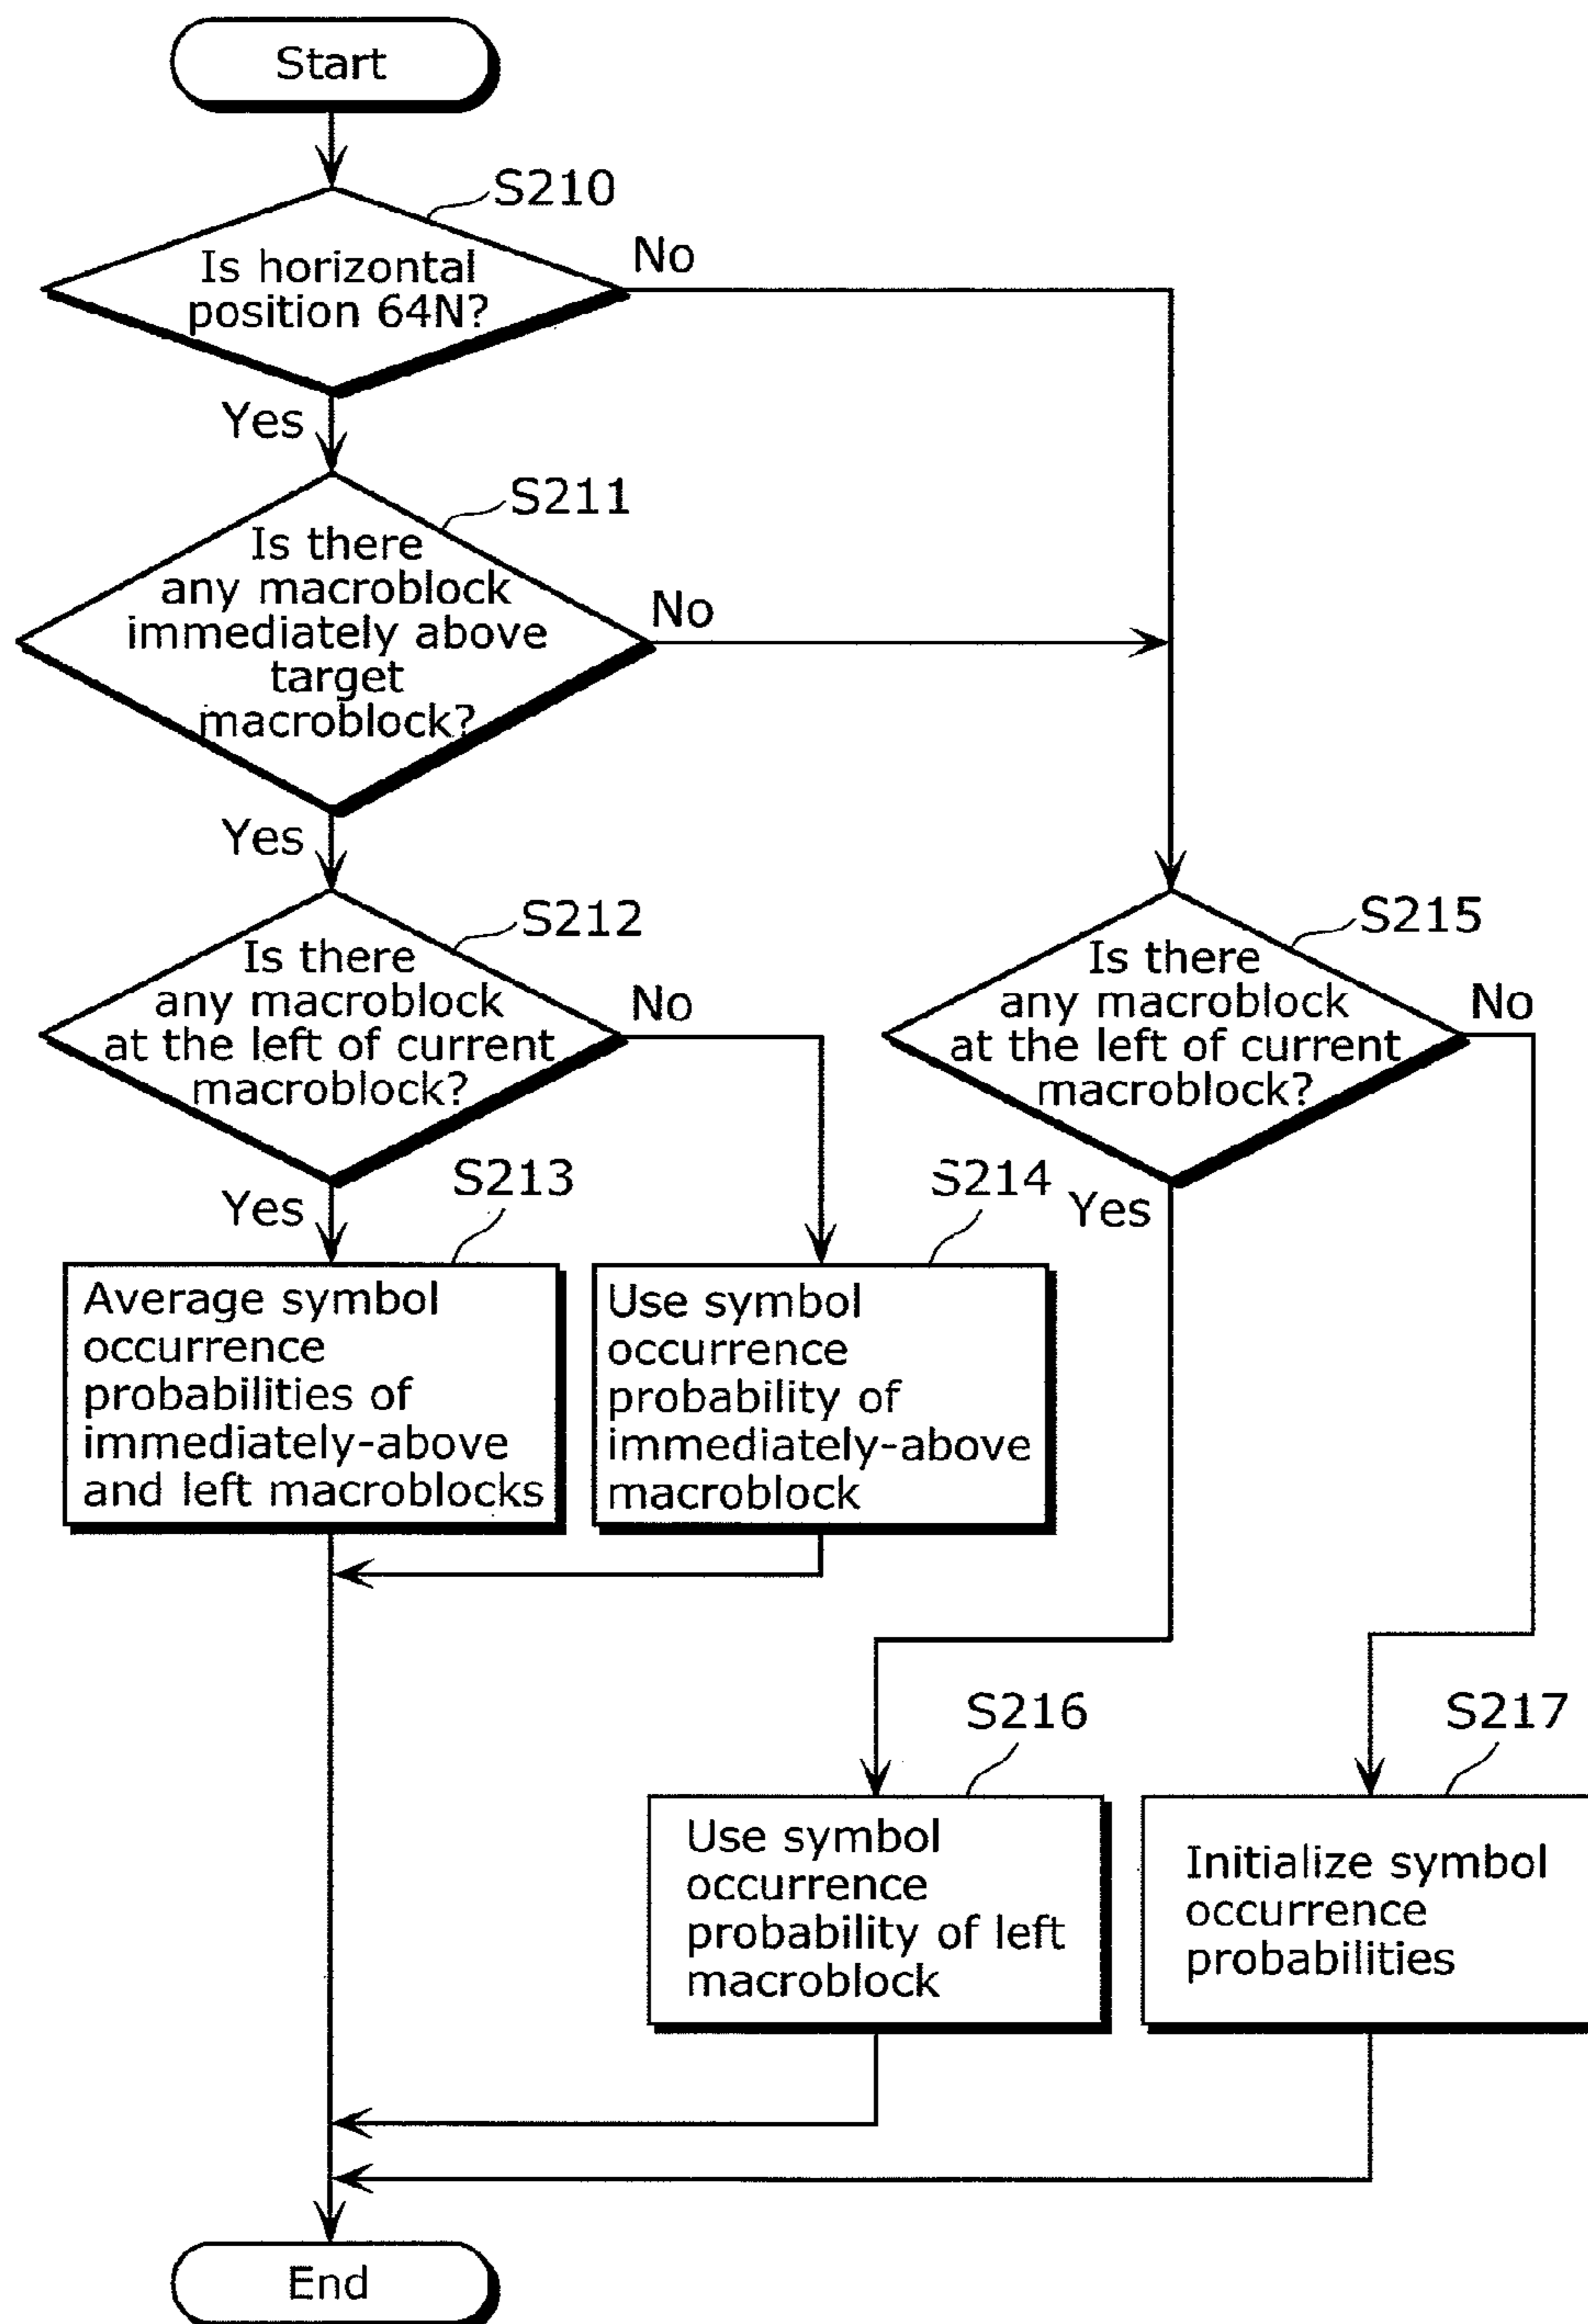 Start
S210
Is horizontal
position 64N?
No
Yes
S211
Is there
any macroblock
immediately above
target
macroblock?
No
Yes
S212
Is there
any macroblock
at the left of current
macroblock?
No
S215
Is there
any macroblock
at the left of current
macroblock?
No
Yes
S213
Average symbol
occurrence
probabilities of
immediately-above
and left macroblocks
S214
Use symbol
occurrence
probability of
immediately-above
macroblock
Yes
S216
Use symbol
occurrence
probability of left
macroblock
S217
Initialize symbol
occurrence
probabilities
End